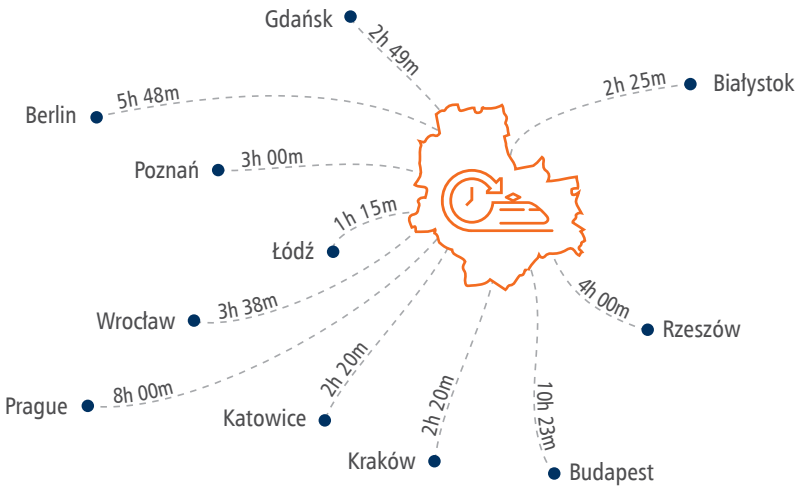 Gdańsk
2h 49m
2h 25m
Białystok
5h 48m
Berlin
3h 00m
Poznań
1h 15m
Łódź
3h 38m
Wrocław
4h 00m
Rzeszów
8h 00m
Prague
2h 20m
Katowice
2h 20m
Kraków
10h 23m
Budapest